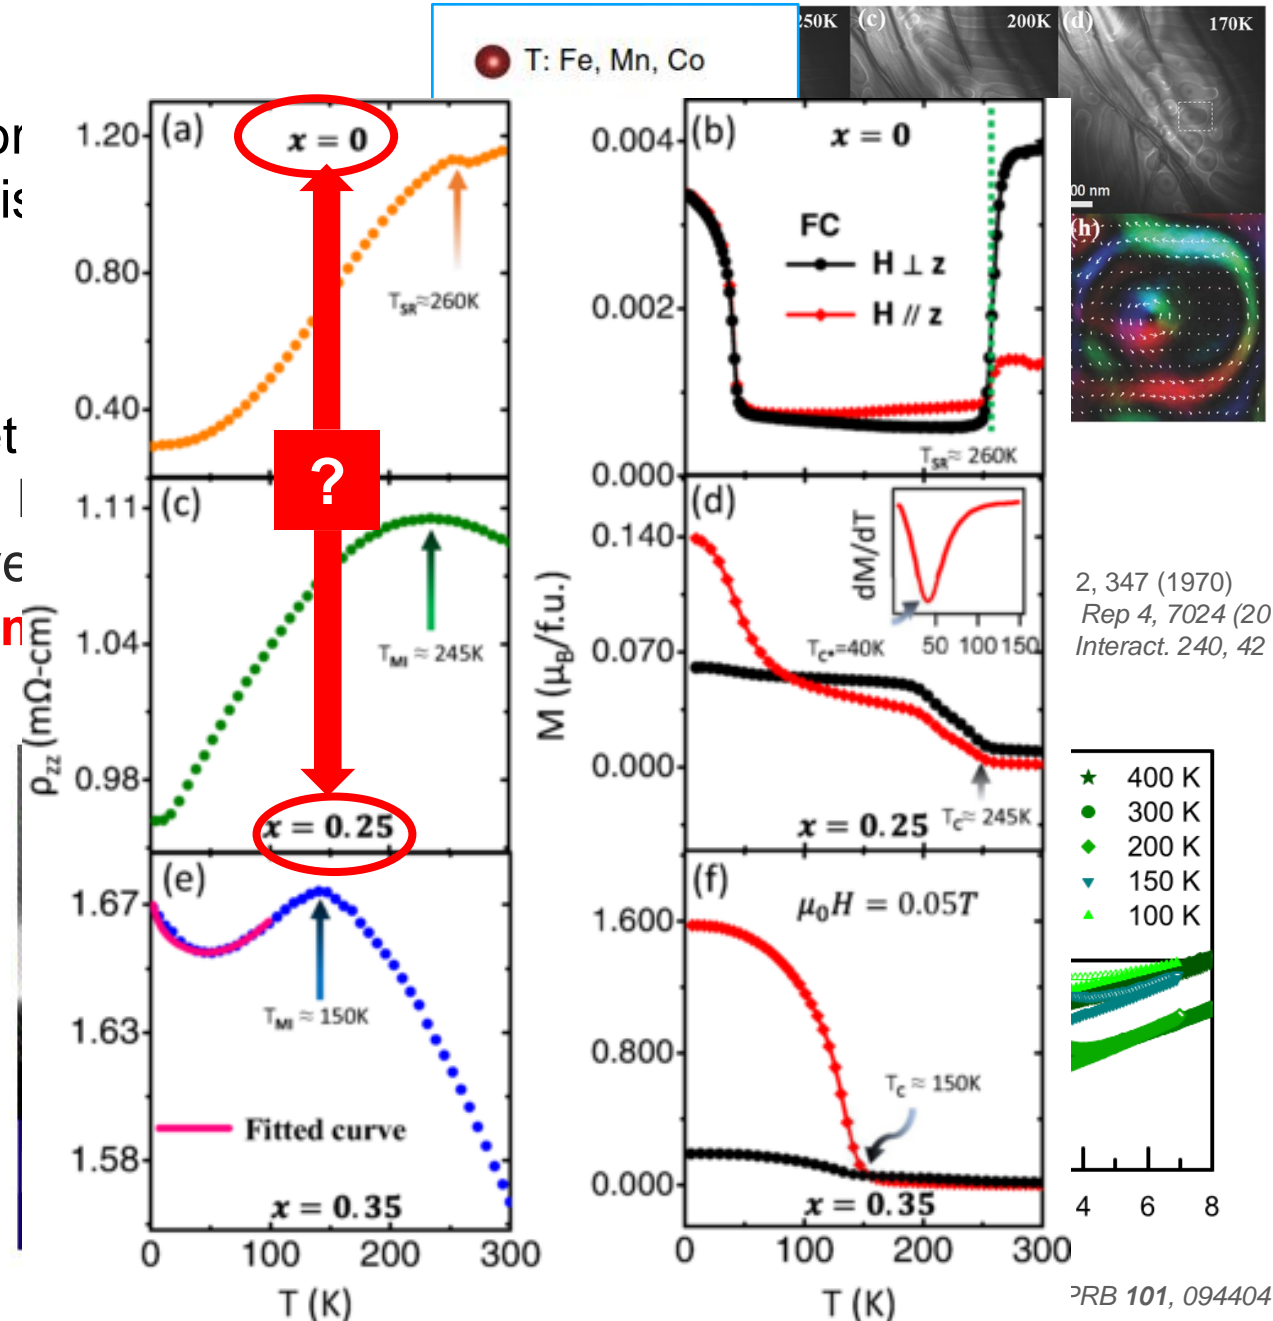 T: Fe, Mn, Co
250K
(c)
200K
(d)
170K
(a)
x = 0
1.20
0.80
0.40
T_SR≈260K
(b)
x = 0
0.004
0.002
0.000
FC
H ⊥ z
H // z
T_SR≈ 260K
00 nm
(h)
?
(c)
1.11
1.04
0.98
T_MI ≈ 245K
x = 0.25
ρ_zz (mΩ-cm)
(d)
0.140
0.070
0.000
M (μ_B/f.u.)
dM/dT
50 100 150
T_C*=40K
T_C≈ 245K
x = 0.25
2, 347 (1970)
Rep 4, 7024 (20
Interact. 240, 42
(e)
1.67
1.63
1.58
T_MI ≈ 150K
Fitted curve
x = 0.35
0 100 200 300
T (K)
(f)
μ₀H = 0.05T
1.600
0.800
0.000
T_C ≈ 150K
x = 0.35
0 100 200 300
T (K)
400 K
300 K
200 K
150 K
100 K
4 6 8
PRB 101, 094404